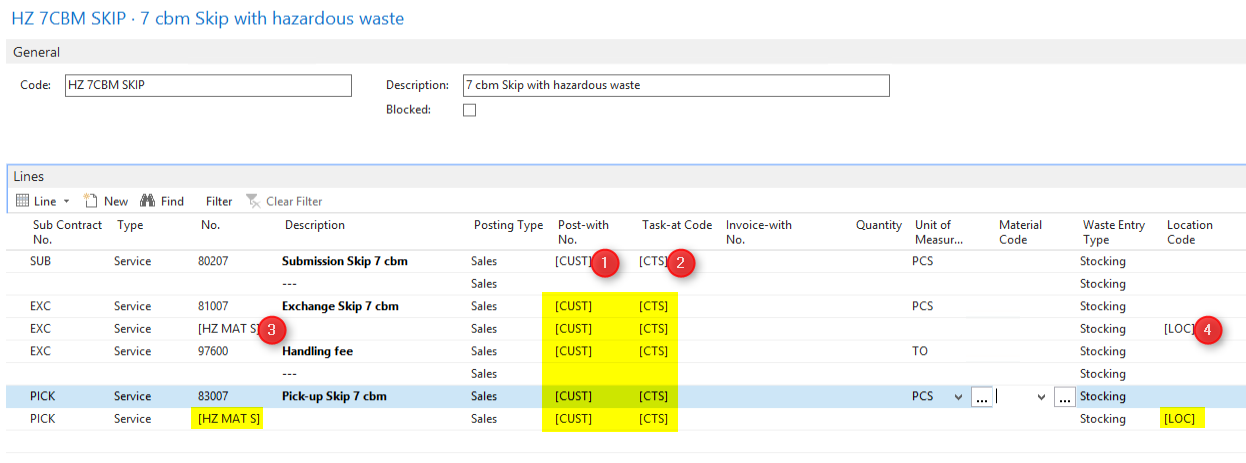 HZ 7CBM SKIP · 7 cbm Skip with hazardous waste
General
Code: HZ 7CBM SKIP Description: 7 cbm Skip with hazardous waste
Blocked:
Lines
Line New Find Filter Clear Filter
Sub Contract No. Type No. Description Posting Type Post-with No. Task-at Code Invoice-with No. Quantity Unit of Measur... Material Code Waste Entry Type Location Code
SUB Service 80207 Submission Skip 7 cbm Sales [CUST] 1 [CTS] 2 PCS Stocking
--- Sales Stocking
EXC Service 81007 Exchange Skip 7 cbm Sales [CUST] [CTS] PCS Stocking
EXC Service [HZ MAT S] 3 Sales [CUST] [CTS] Stocking [LOC] 4
EXC Service 97600 Handling fee Sales [CUST] [CTS] TO Stocking
--- Sales Stocking
PICK Service 83007 Pick-up Skip 7 cbm Sales [CUST] [CTS] PCS ... ... Stocking
PICK Service [HZ MAT S] Sales [CUST] [CTS] Stocking [LOC]